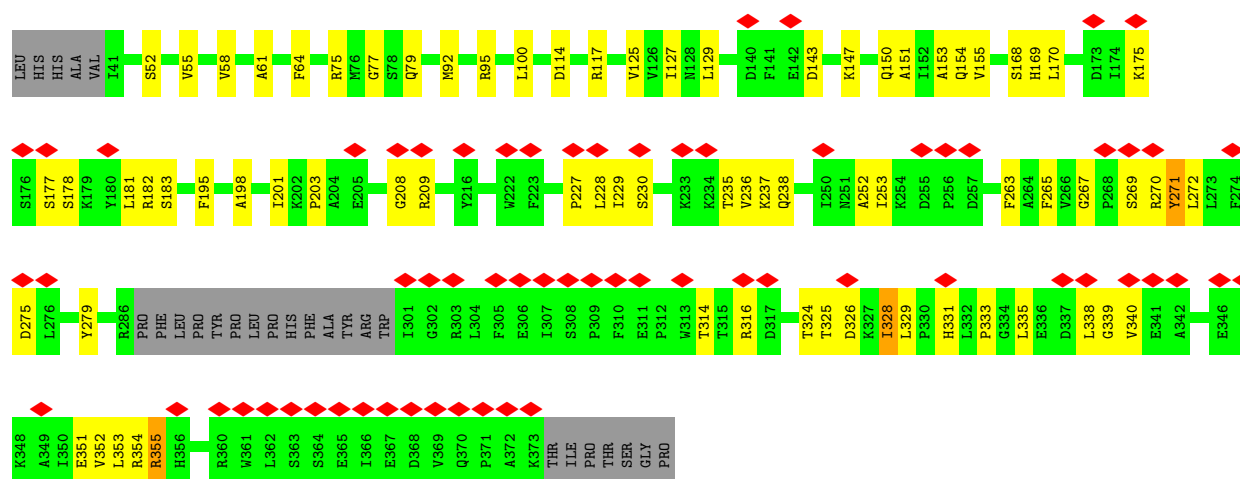 LEU HIS HIS ALA VAL I41 S52 V55 V58 A61 F64 R75 M76 G77 S78 Q79 M92 R95 L100 D114 R117 V125 V126 I127 N128 L129 D140 F141 E142 D143 K147 Q150 A151 I152 A153 Q154 V155 S168 H169 L170 D173 I174 K175
S176 S177 S178 K179 Y180 L181 R182 S183 F195 A198 I201 K202 P203 A204 E205 G208 R209 Y216 W222 F223 P227 L228 I229 S230 K233 K234 T235 V236 K237 Q238 I250 N251 A252 I253 K254 D255 P256 D257 F263 A264 F265 V266 G267 P268 S269 R270 Y271 L272 L273 F274
D275 L276 Y279 R286 PRO PHE LEU PRO TYR PRO LEU PRO HIS PHE ALA TYR ARG TRP I301 G302 R303 L304 F305 E306 I307 S308 P309 F310 E311 P312 W313 T314 T315 R316 D317 T324 T325 D326 K327 I328 L329 P330 H331 L332 P333 G334 L335 E336 D337 L338 G339 V340 E341 A342 E346
K348 A349 I350 E351 V352 L353 R354 R355 H356 R360 W361 L362 S363 S364 E365 I366 E367 D368 V369 Q370 P371 A372 K373 THR ILE PRO THR SER GLY PRO